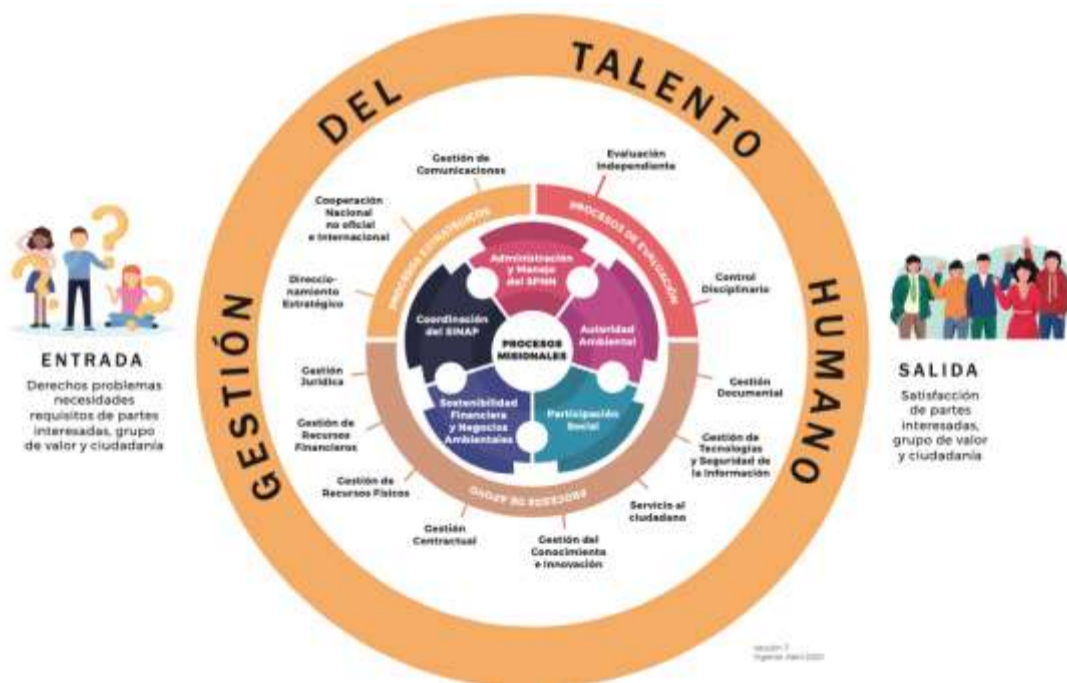 GESTIÓN DEL TALENTO HUMANO
ENTRADA
Derechos problemas
necesidades
requisitos de partes
interesadas, grupo
de valor y ciudadanía
Gestión de
Comunicaciones
Cooperación
Nacional
no oficial
e Internacional
Direccio-
namiento
Estratégico
PROCESOS ESTRATÉGICOS
Evaluación
Independiente
Control
Disciplinario
PROCESOS DE EVALUACIÓN
Administración
y Manejo
del SPNN
Coordinación
del SINAP
Autoridad
Ambiental
PROCESOS
MISIONALES
Sostenibilidad
Financiera
y Negocios
Ambientales
Participación
Social
PROCESOS DE APOYO
Gestión
Jurídica
Gestión de
Recursos
Financieros
Gestión de
Recursos Físicos
Gestión
Contractual
Gestión del
Conocimiento
e Innovación
Servicio al
ciudadano
Gestión de
Tecnologías
y Seguridad de
la Información
Gestión
Documental
SALIDA
Satisfacción
de partes
interesadas,
grupo de valor
y ciudadanía